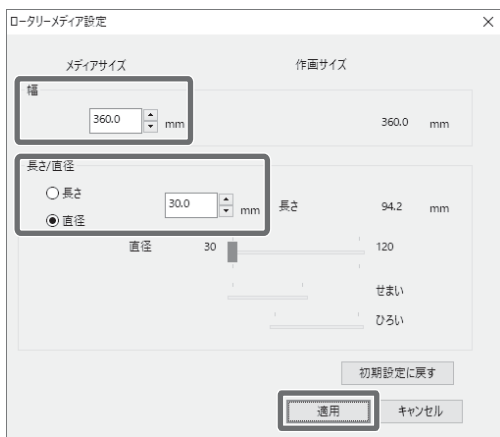 ロータリーメディア設定
メディアサイズ 作画サイズ
幅
360.0 mm 360.0 mm
長さ/直径
長さ
30.0 mm 長さ 94.2 mm
直径
直径 30 120
せまい
ひろい
初期設定に戻す
適用 キャンセル